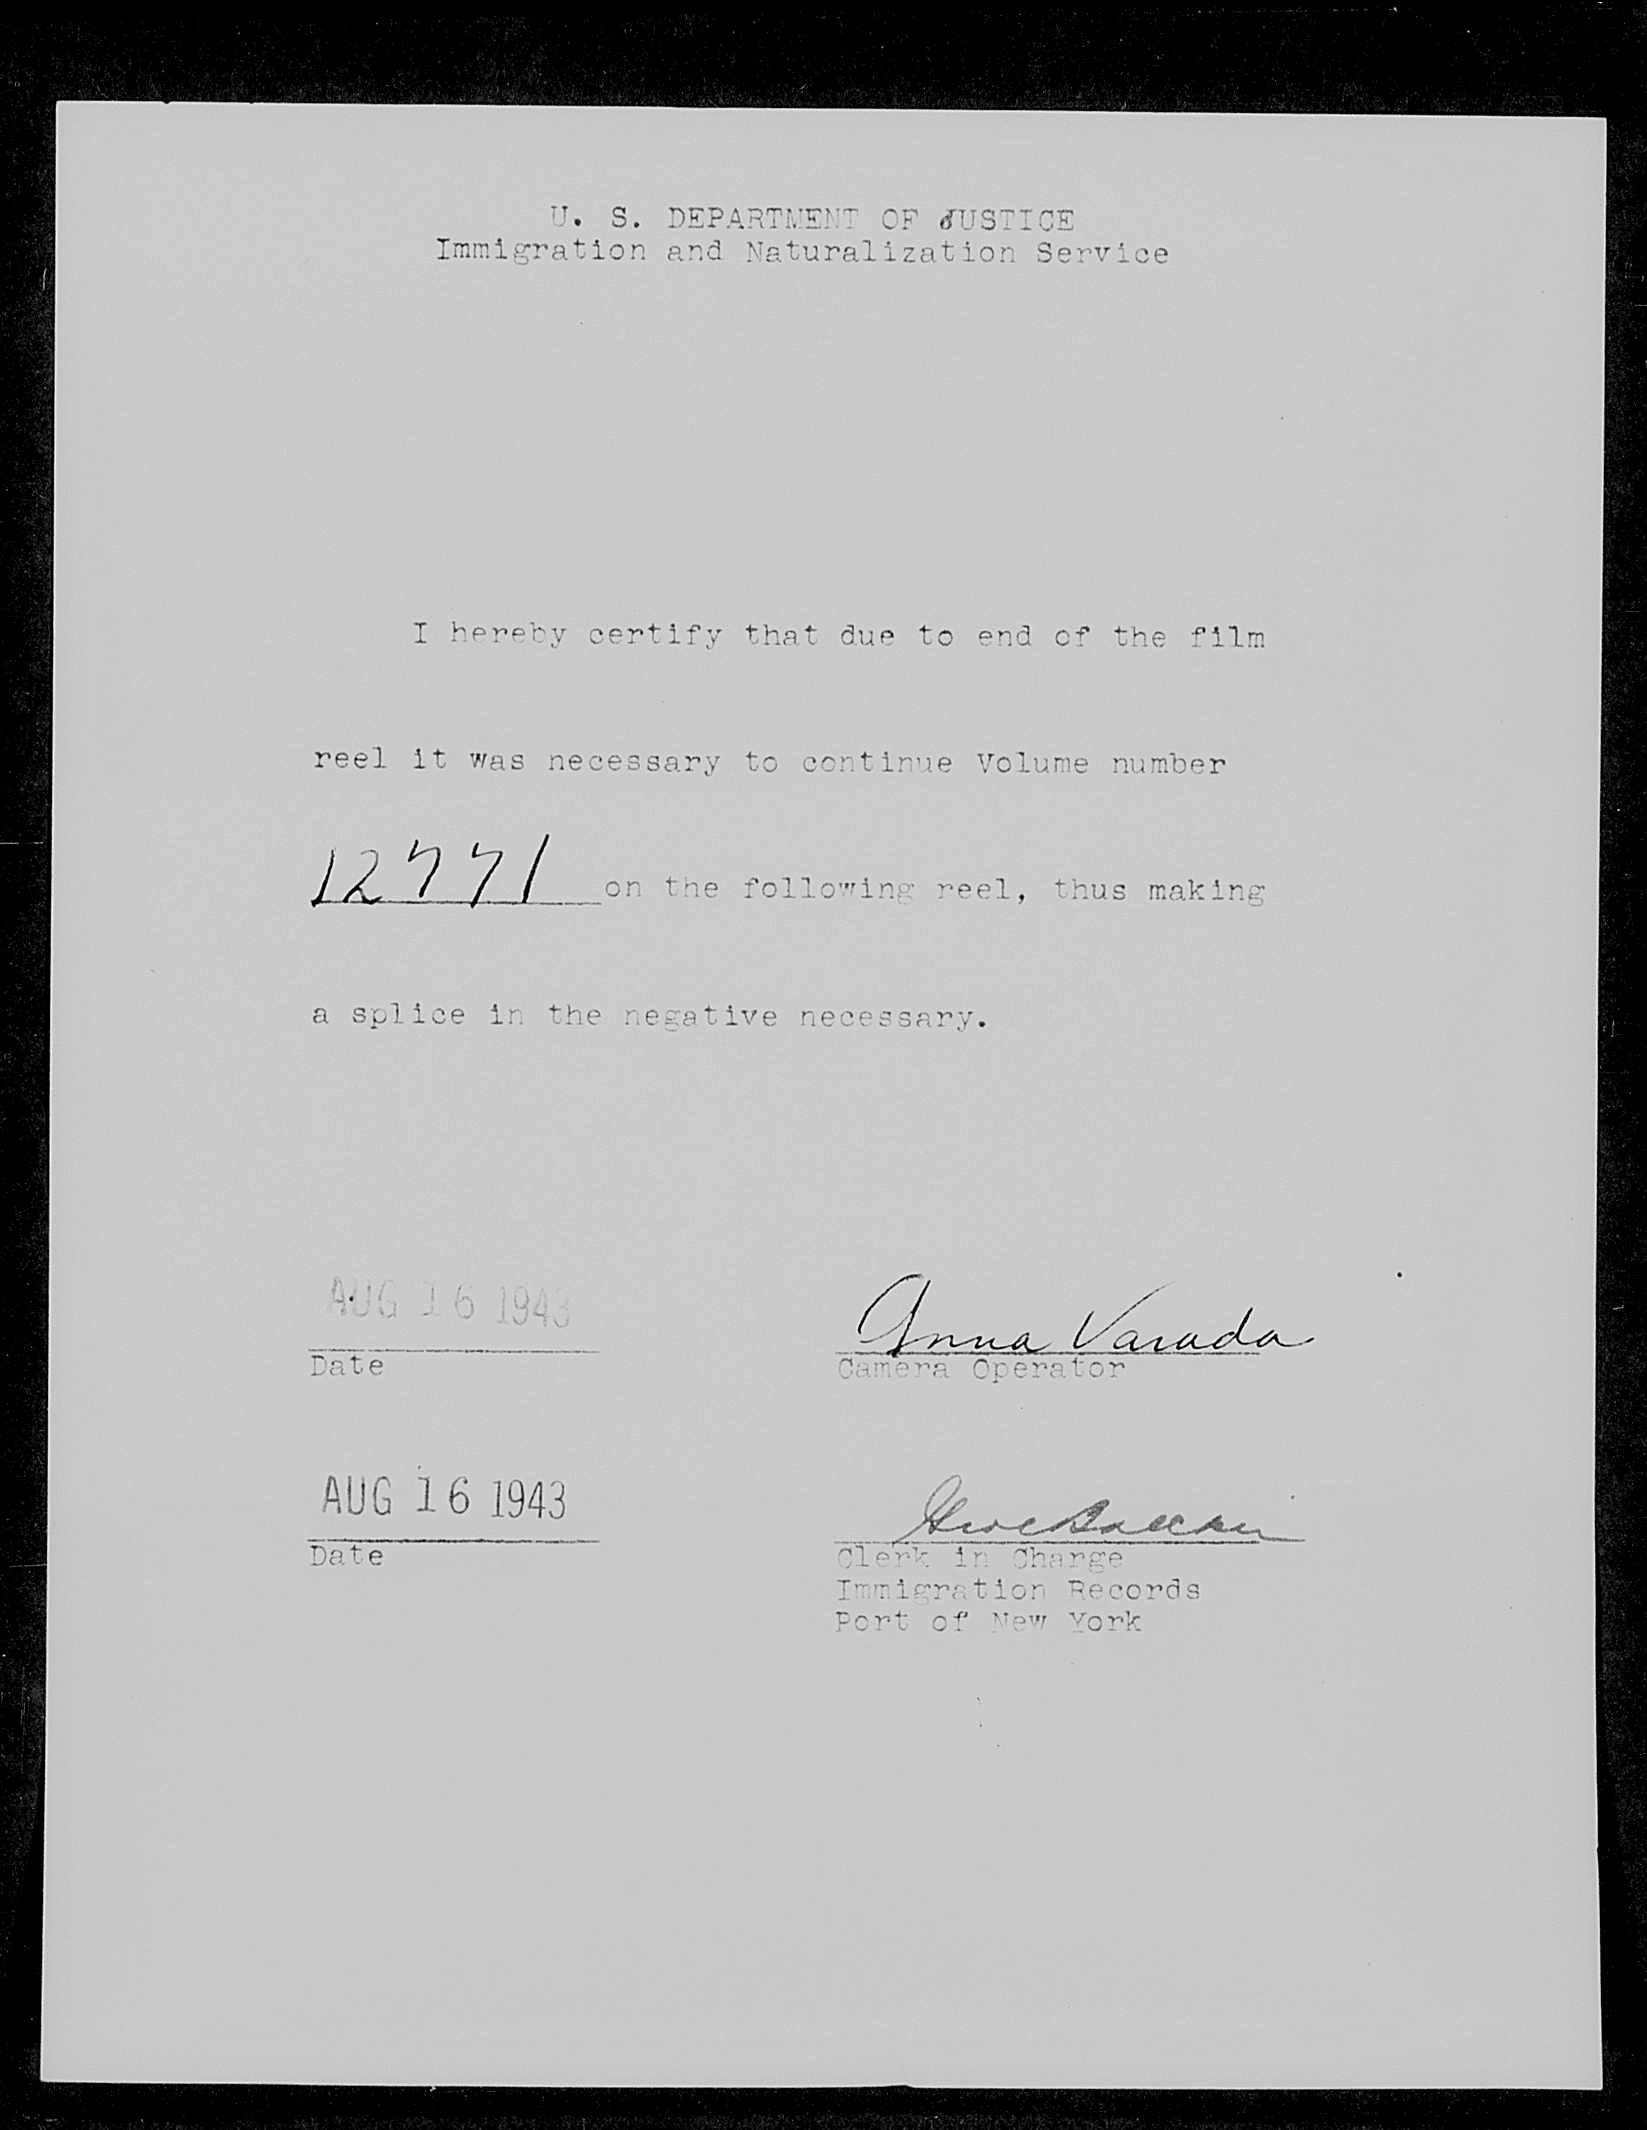 U. S. DEPARTMENT OF JUSTICE
Immigration and Naturalization Service
I hereby certify that due to end of the film
reel it was necessary to continue Volume number
12771 on the following reel, thus making
a splice in the negative necessary.
AUG 16 1943
Anna Varada
Date
Camera Operator
AUG 16 1943
Date
Clerk in Charge
Immigration Records
Port of New York